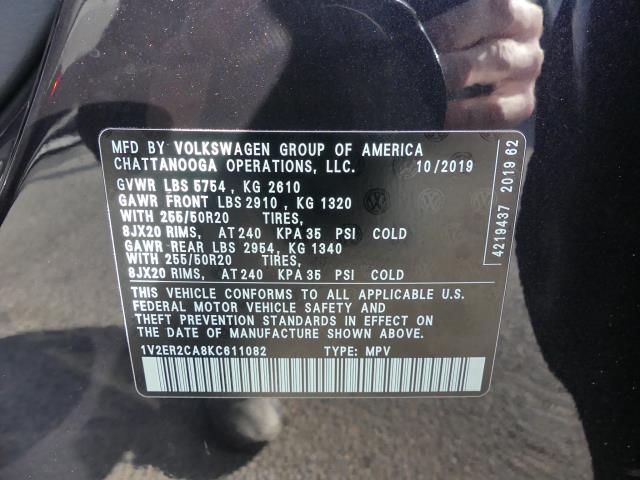 MFD BY VOLKSWAGEN GROUP OF AMERICA
CHATTANOOGA OPERATIONS, LLC. 10/2019
GVWR LBS 5754 , KG 2610
GAWR FRONT LBS 2910 , KG 1320
WITH 255/50R20 TIRES,
8JX20 RIMS, AT 240 KPA 35 PSI COLD
GAWR REAR LBS 2954, KG 1340
WITH 255/50R20 TIRES,
8JX20 RIMS, AT 240 KPA 35 PSI COLD
THIS VEHICLE CONFORMS TO ALL APPLICABLE U.S.
FEDERAL MOTOR VEHICLE SAFETY AND
THEFT PREVENTION STANDARDS IN EFFECT
ON THE DATE OF MANUFACTURE SHOWN ABOVE.
1V2ER2CA8KC611082 TYPE: MPV
4219437 2019 62